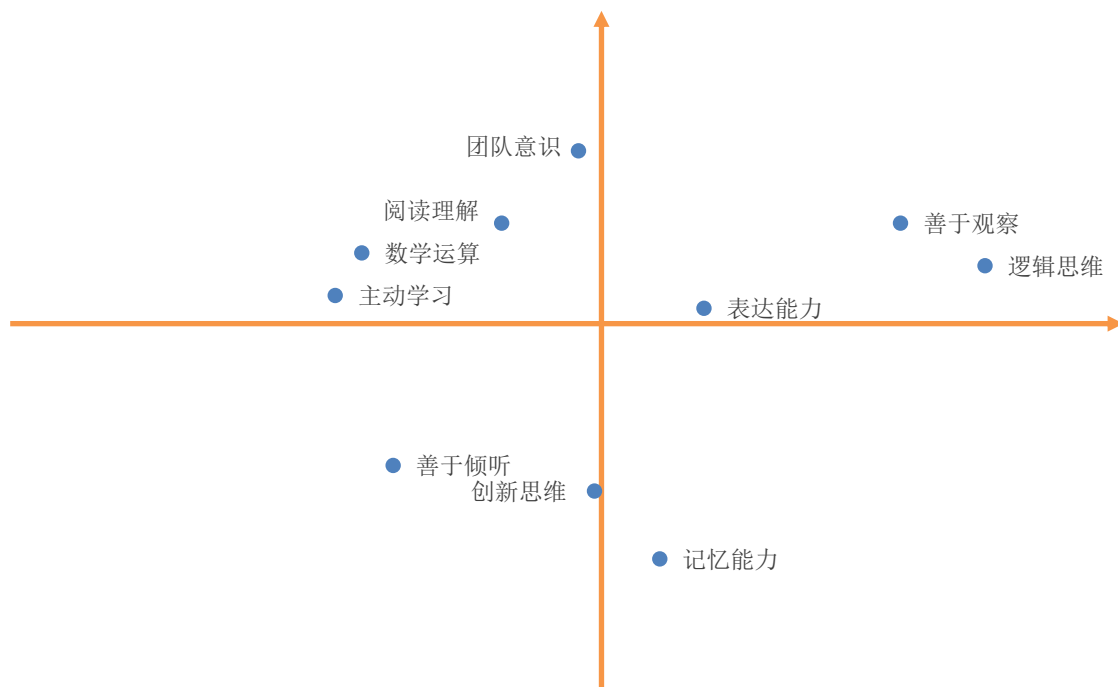 团队意识
阅读理解
善于观察
数学运算
逻辑思维
主动学习
表达能力
善于倾听
创新思维
记忆能力